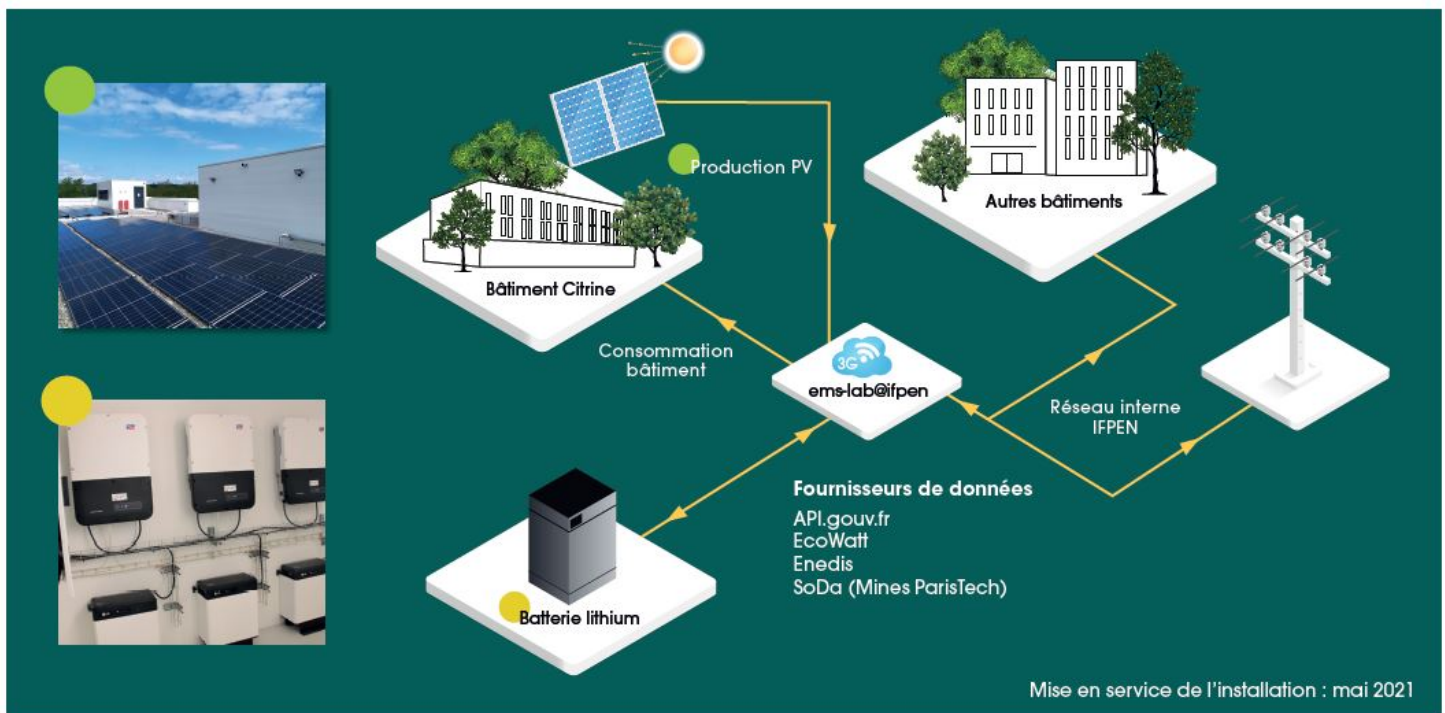 Production PV
Autres bâtiments
Bâtiment Citrine
Consommation
bâtiment
3G
ems-lab@ifpen
Réseau interne
IFPEN
Fournisseurs de données
API.gouv.fr
EcoWatt
Enedis
SoDa (Mines ParisTech)
Batterie lithium
Mise en service de l'installation : mai 2021